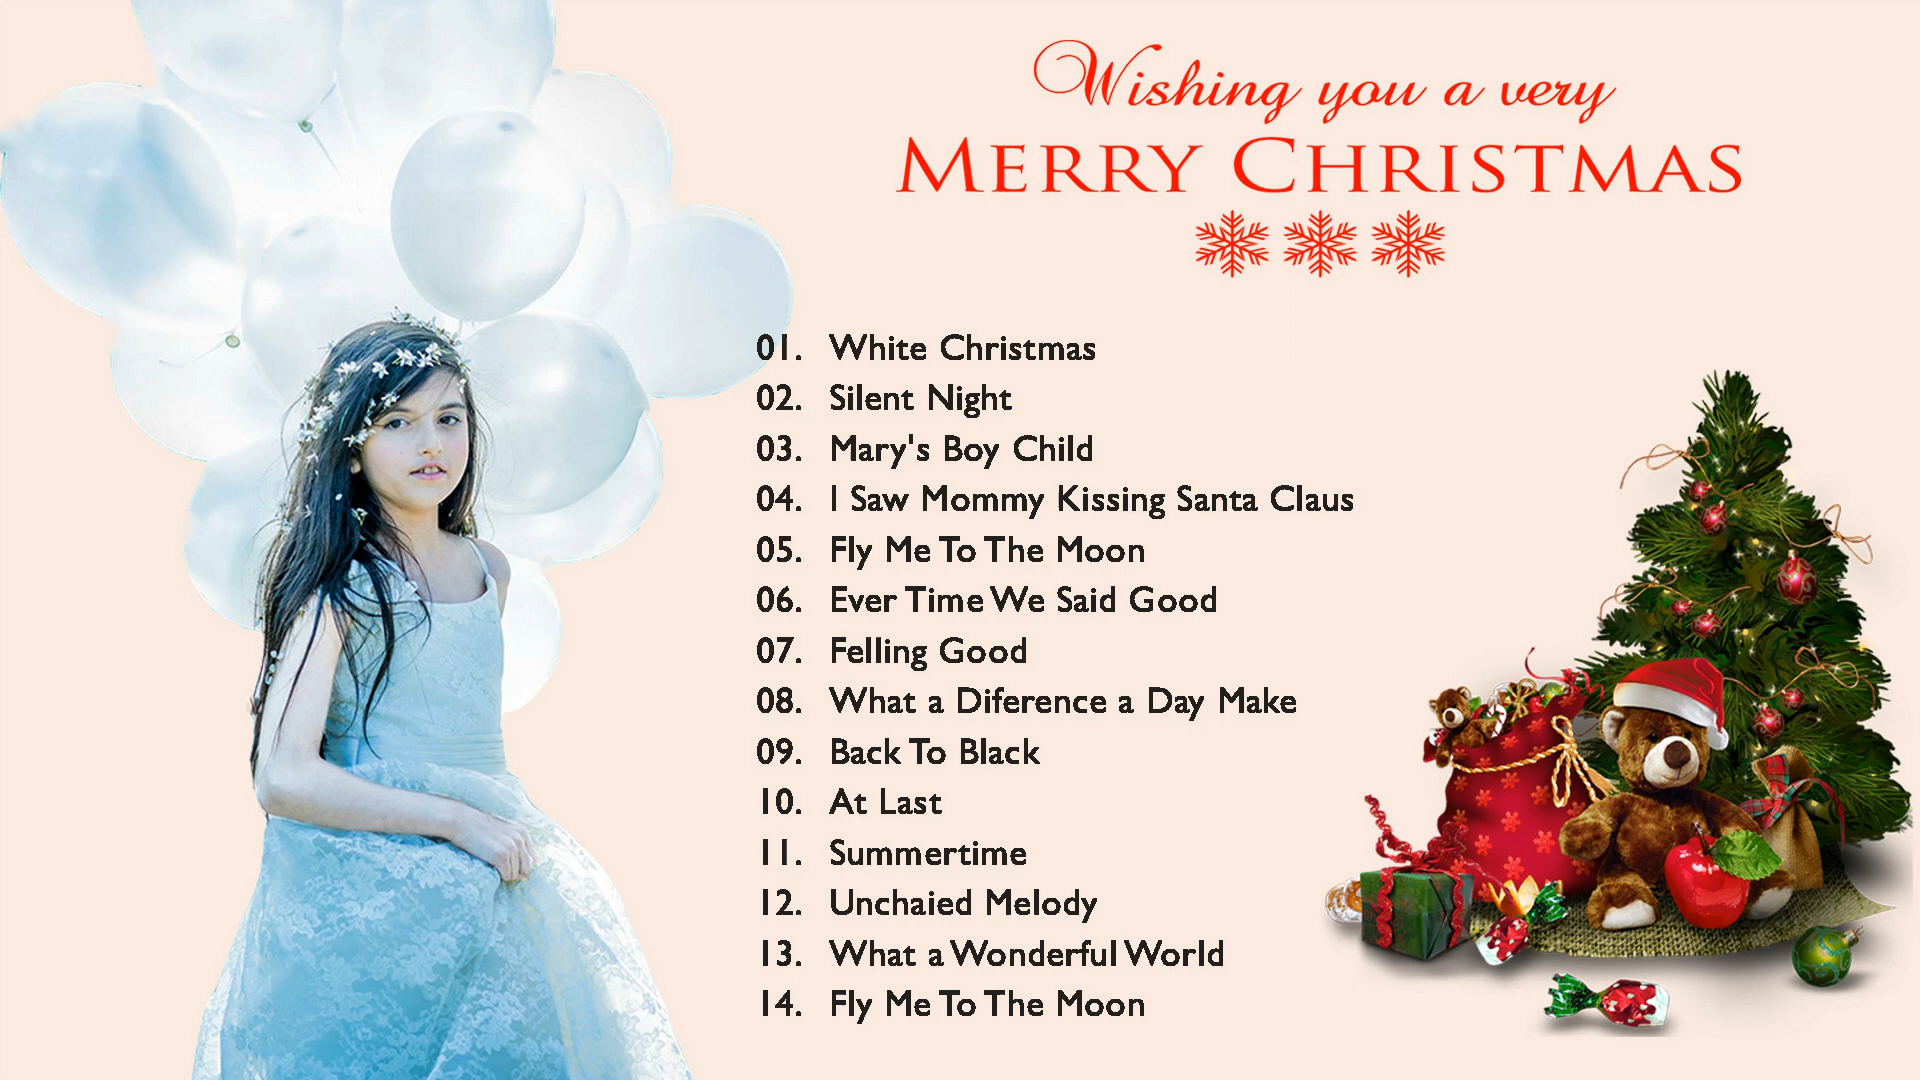 Wishing you a very
MERRY CHRISTMAS
01. White Christmas
02. Silent Night
03. Mary's Boy Child
04. I Saw Mommy Kissing Santa Claus
05. Fly Me To The Moon
06. Ever Time We Said Good
07. Felling Good
08. What a Diference a Day Make
09. Back To Black
10. At Last
11. Summertime
12. Unchaied Melody
13. What a Wonderful World
14. Fly Me To The Moon